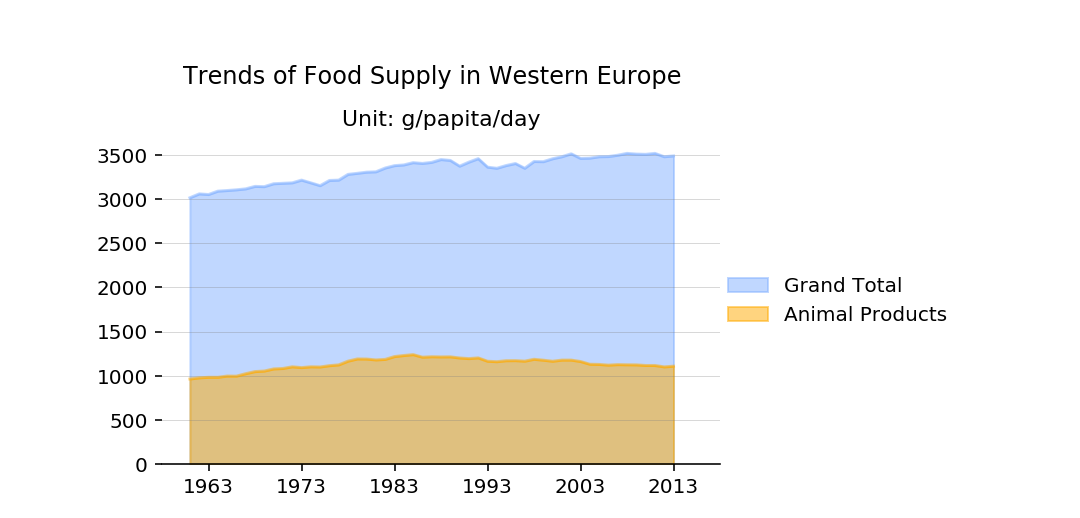 Trends of Food Supply in Western Europe
Unit: g/papita/day
3500
3000
2500
2000
1500
1000
500
0
1963 1973 1983 1993 2003 2013
Grand Total
Animal Products